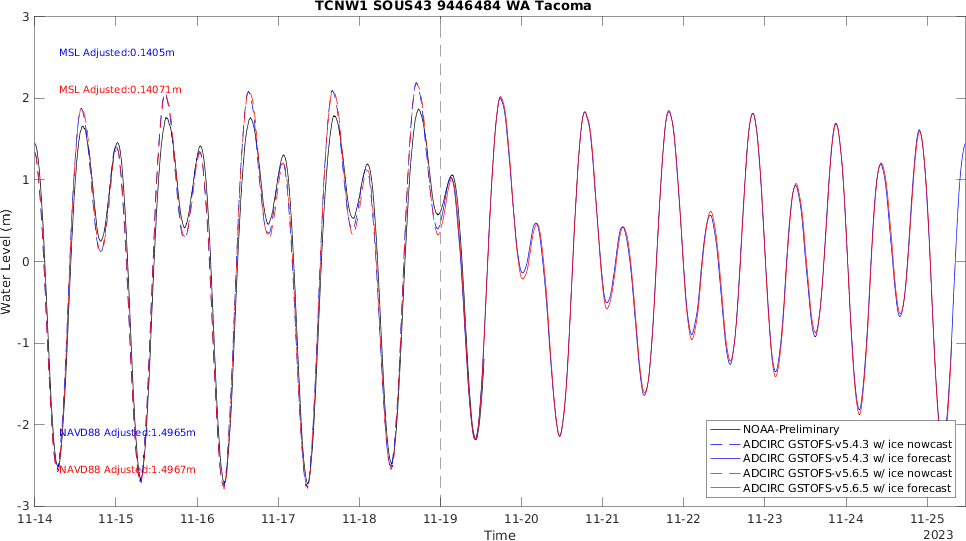 TCNW1 SOUS43 9446484 WA Tacoma
3
MSL Adjusted:0.1405m
MSL Adjusted:0.14071m
2
1
0
-1
-2
-3
Water Level (m)
NAVD88 Adjusted:1.4965m
NAVD88 Adjusted:1.4967m
NOAA-Preliminary
ADCIRC GSTOFS-v5.4.3 w/ ice nowcast
ADCIRC GSTOFS-v5.4.3 w/ ice forecast
ADCIRC GSTOFS-v5.6.5 w/ ice nowcast
ADCIRC GSTOFS-v5.6.5 w/ ice forecast
11-14 11-15 11-16 11-17 11-18 11-19 11-20 11-21 11-22 11-23 11-24 11-25
Time
2023